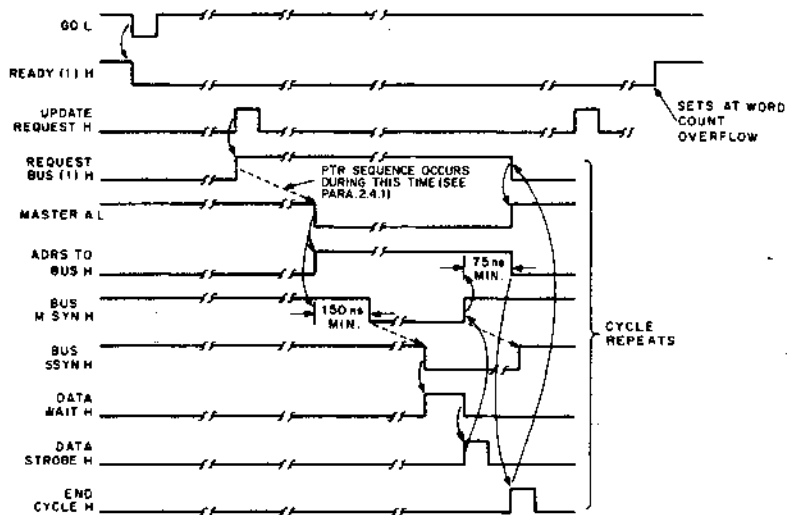 GO L
READY (1) H
SETS AT WORD
COUNT
OVERFLOW
UPDATE
REQUEST H
REQUEST
BUS (1) H
PTR SEQUENCE OCCURS
DURING THIS TIME (SEE
PARA. 2.4.1)
MASTER A L
ADRS TO
BUS H
75 ns
MIN.
BUS
M SYN H
150 ns
MIN.
CYCLE
REPEATS
BUS
SSYN H
DATA
WAIT H
DATA
STROBE H
END
CYCLE H